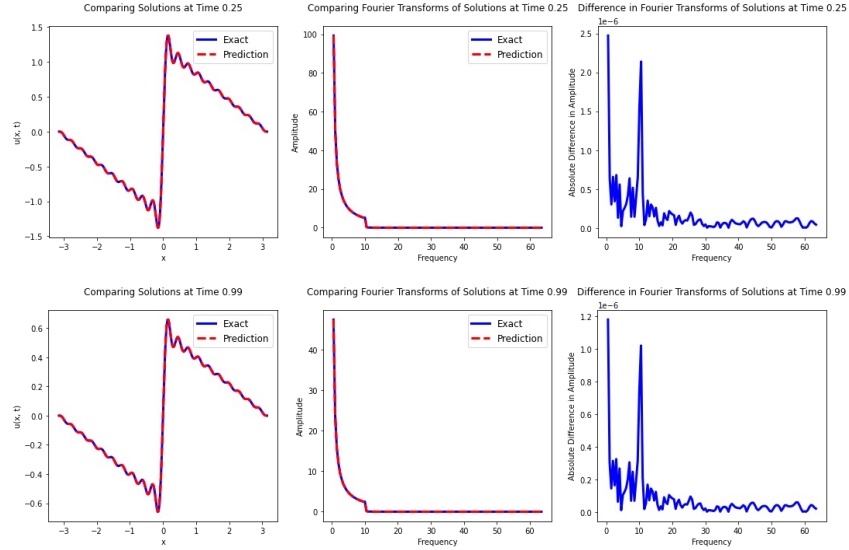 Comparing Solutions at Time 0.25
Comparing Fourier Transforms of Solutions at Time 0.25
Difference in Fourier Transforms of Solutions at Time 0.25
1.5
1.0
0.5
0.0
−0.5
−1.0
−1.5
u(x, t)
Exact
Prediction
−3
−2
−1
0
1
2
3
x
100
80
60
40
20
0
Amplitude
Exact
Prediction
0
10
20
30
40
50
60
Frequency
1e−6
2.5
2.0
1.5
1.0
0.5
0.0
Absolute Difference in Amplitude
0
10
20
30
40
50
60
Frequency
Comparing Solutions at Time 0.99
Comparing Fourier Transforms of Solutions at Time 0.99
Difference in Fourier Transforms of Solutions at Time 0.99
0.6
0.4
0.2
0.0
−0.2
−0.4
−0.6
u(x, t)
Exact
Prediction
−3
−2
−1
0
1
2
3
x
40
30
20
10
0
Amplitude
Exact
Prediction
0
10
20
30
40
50
60
Frequency
1e−6
1.2
1.0
0.8
0.6
0.4
0.2
0.0
Absolute Difference in Amplitude
0
10
20
30
40
50
60
Frequency